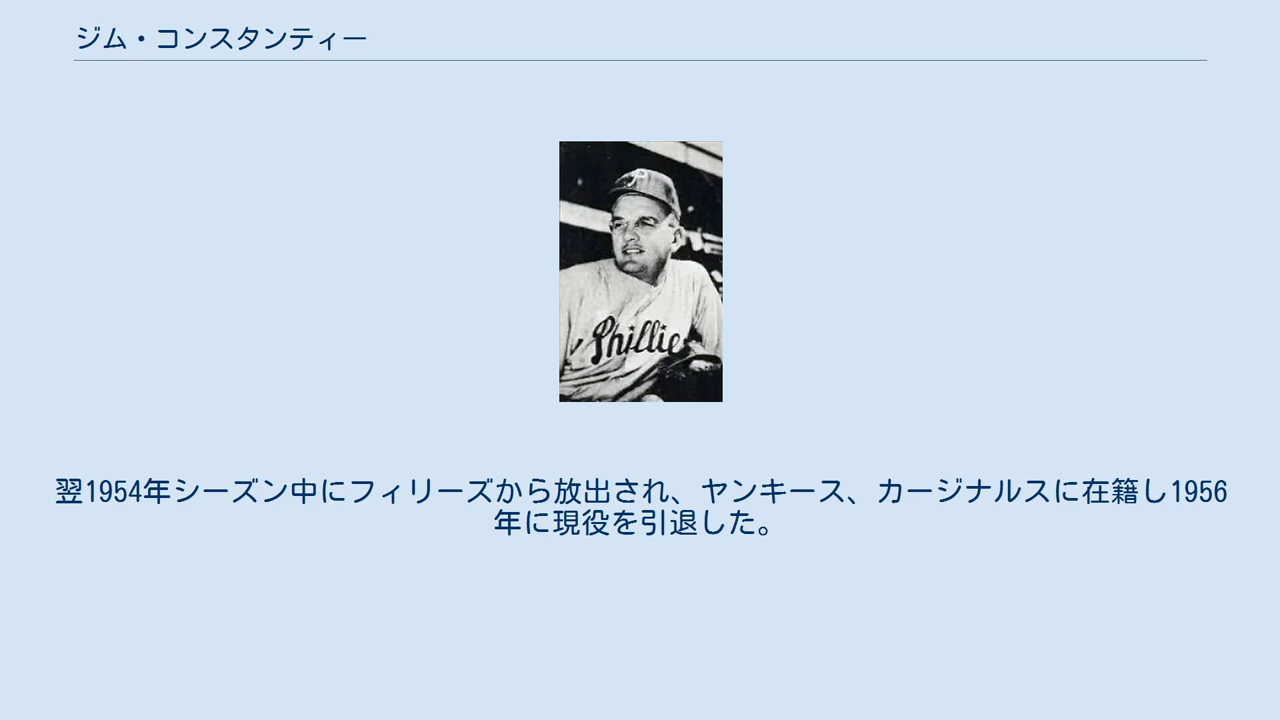 ジム・コンスタンティー
P
Phillies
翌1954年シーズン中にフィリーズから放出され、ヤンキース、カージナルスに在籍し1956
年に現役を引退した。